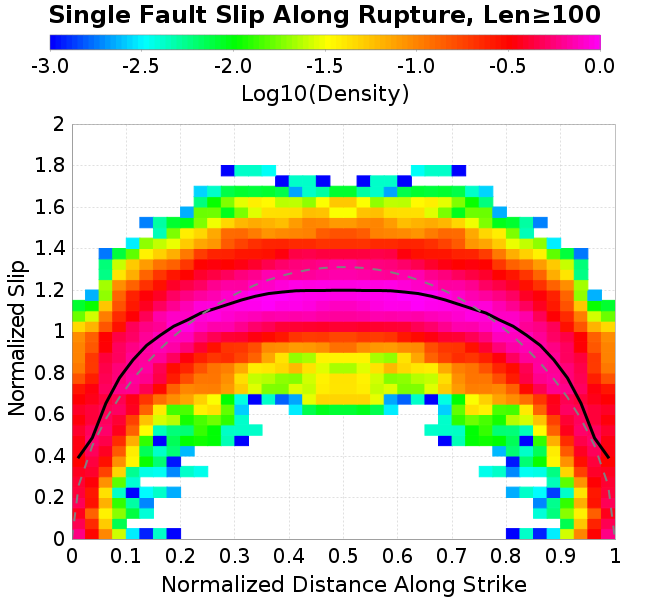 Single Fault Slip Along Rupture, Len≥100
-3.0 -2.5 -2.0 -1.5 -1.0 -0.5 0.0
Log10(Density)
2
1.8
1.6
1.4
1.2
1
0.8
0.6
0.4
0.2
0
Normalized Slip
0 0.1 0.2 0.3 0.4 0.5 0.6 0.7 0.8 0.9 1
Normalized Distance Along Strike